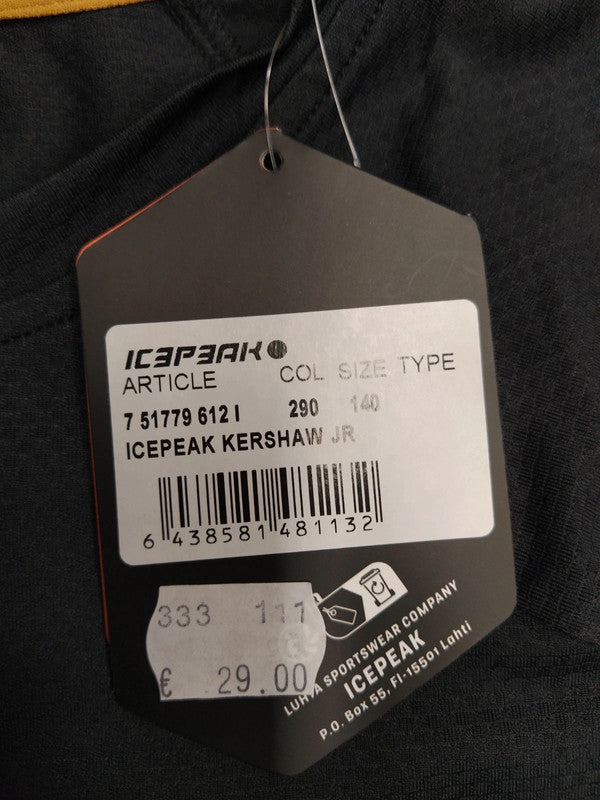 ICEPEAK
ARTICLE COL SIZE TYPE
7 51779 612 I 290 140
ICEPEAK KERSHAW JR
6 438581 481132
333 111
€ 29.00
LUHTA SPORTSWEAR COMPANY
ICEPEAK
P.O. Box 55, FI-15501 Lahti